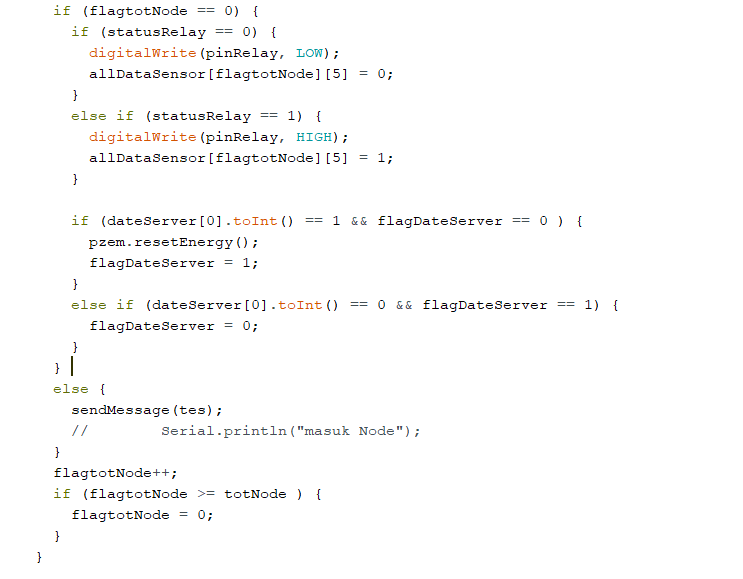 if (flagtotNode == 0) {
if (statusRelay == 0) {
digitalWrite(pinRelay, LOW);
allDataSensor[flagtotNode][5] = 0;
}
else if (statusRelay == 1) {
digitalWrite(pinRelay, HIGH);
allDataSensor[flagtotNode][5] = 1;
}
if (dateServer[0].toInt() == 1 && flagDateServer == 0 ) {
pzem.resetEnergy();
flagDateServer = 1;
}
else if (dateServer[0].toInt() == 0 && flagDateServer == 1) {
flagDateServer = 0;
}
}
else {
sendMessage(tes);
//        Serial.println("masuk Node");
}
flagtotNode++;
if (flagtotNode >= totNode ) {
flagtotNode = 0;
}
}